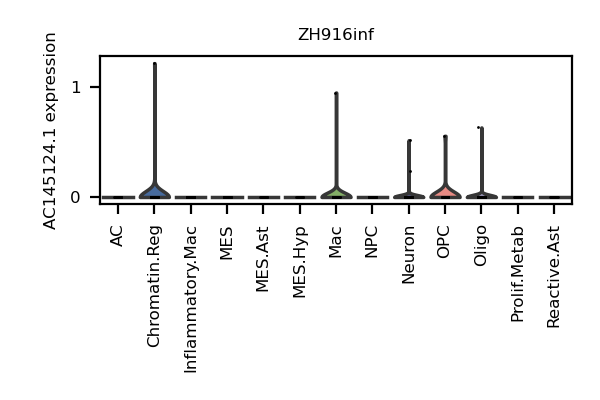 ZH916inf
AC145124.1 expression
1
0
AC
Chromatin.Reg
Inflammatory.Mac
MES
MES.Ast
MES.Hyp
Mac
NPC
Neuron
OPC
Oligo
Prolif.Metab
Reactive.Ast